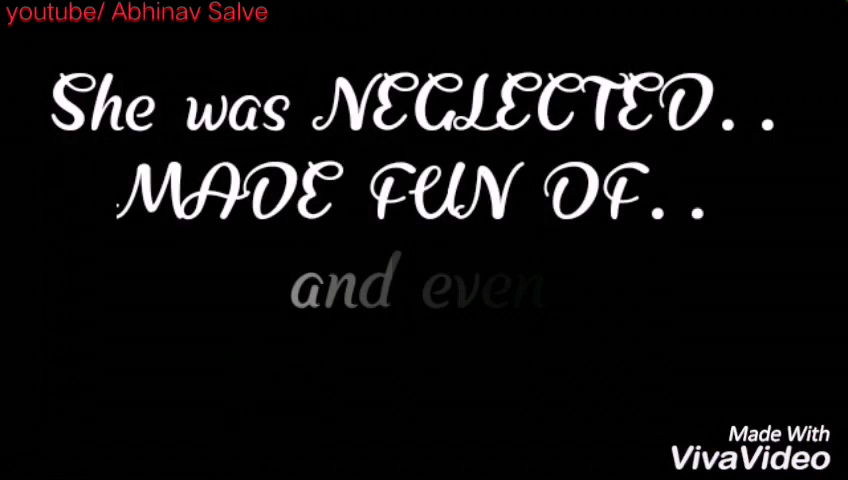 youtube/ Abhinav Salve
She was NEGLECTED. .
MADE FUN OF. .
and even
Made With
VivaVideo